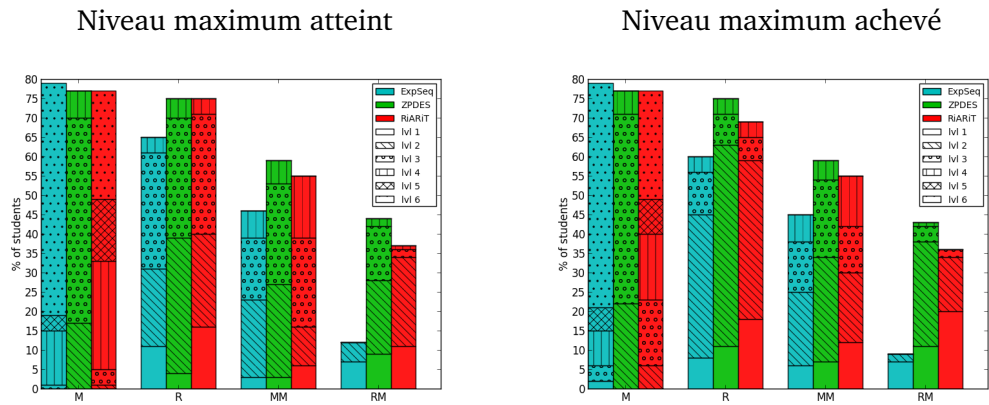 Niveau maximum atteint
Niveau maximum achevé
80
75
70
65
60
55
50
45
40
35
30
25
20
15
10
5
0
% of students
M
R
MM
RM
ExpSeq
ZPDES
RiARiT
lvl 1
lvl 2
lvl 3
lvl 4
lvl 5
lvl 6
80
75
70
65
60
55
50
45
40
35
30
25
20
15
10
5
0
% of students
M
R
MM
RM
ExpSeq
ZPDES
RiARiT
lvl 1
lvl 2
lvl 3
lvl 4
lvl 5
lvl 6